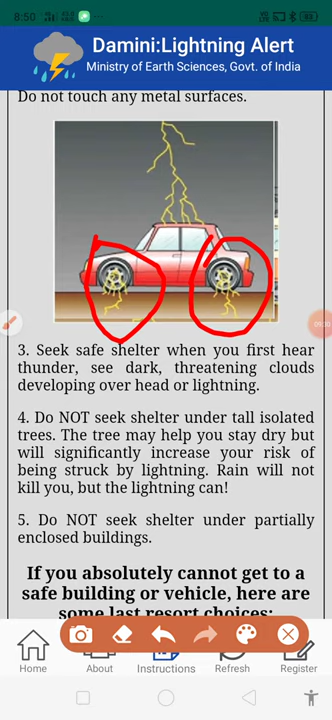 8:50
Damini:Lightning Alert
Ministry of Earth Sciences, Govt. of India
Do not touch any metal surfaces.
3. Seek safe shelter when you first hear
thunder, see dark, threatening clouds
developing over head or lightning.
4. Do NOT seek shelter under tall isolated
trees. The tree may help you stay dry but
will significantly increase your risk of
being struck by lightning. Rain will not
kill you, but the lightning can!
5. Do NOT seek shelter under partially
enclosed buildings.
If you absolutely cannot get to a
safe building or vehicle, here are
some last resort choices:
Home About Instructions Refresh Register